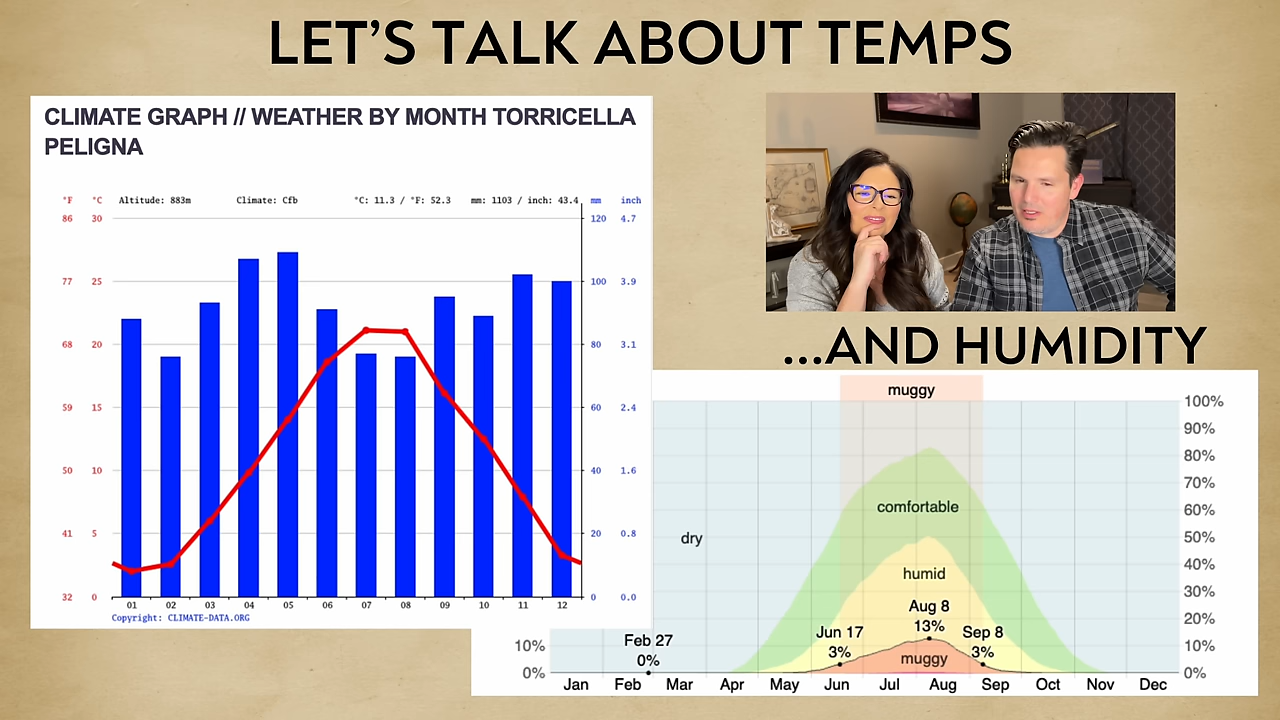 LET'S TALK ABOUT TEMPS
CLIMATE GRAPH // WEATHER BY MONTH TORRICELLA
PELIGNA
°F °C Altitude: 883m Climate: Cfb °C: 11.3 / °F: 52.3 mm: 1103 / inch: 43.4 mm inch
86 30 120 4.7
77 25 100 3.9
68 20 80 3.1
59 15 60 2.4
50 10 40 1.6
41 5 20 0.8
32 0 0 0.0
01 02 03 04 05 06 07 08 09 10 11 12
Copyright: CLIMATE-DATA.ORG
...AND HUMIDITY
muggy
100%
90%
80%
70%
comfortable 60%
dry 50%
humid 40%
30%
Aug 8
13% 20%
Feb 27 Jun 17 Sep 8
10% 0% 3% 3% 10%
muggy
0% 0%
Jan Feb Mar Apr May Jun Jul Aug Sep Oct Nov Dec